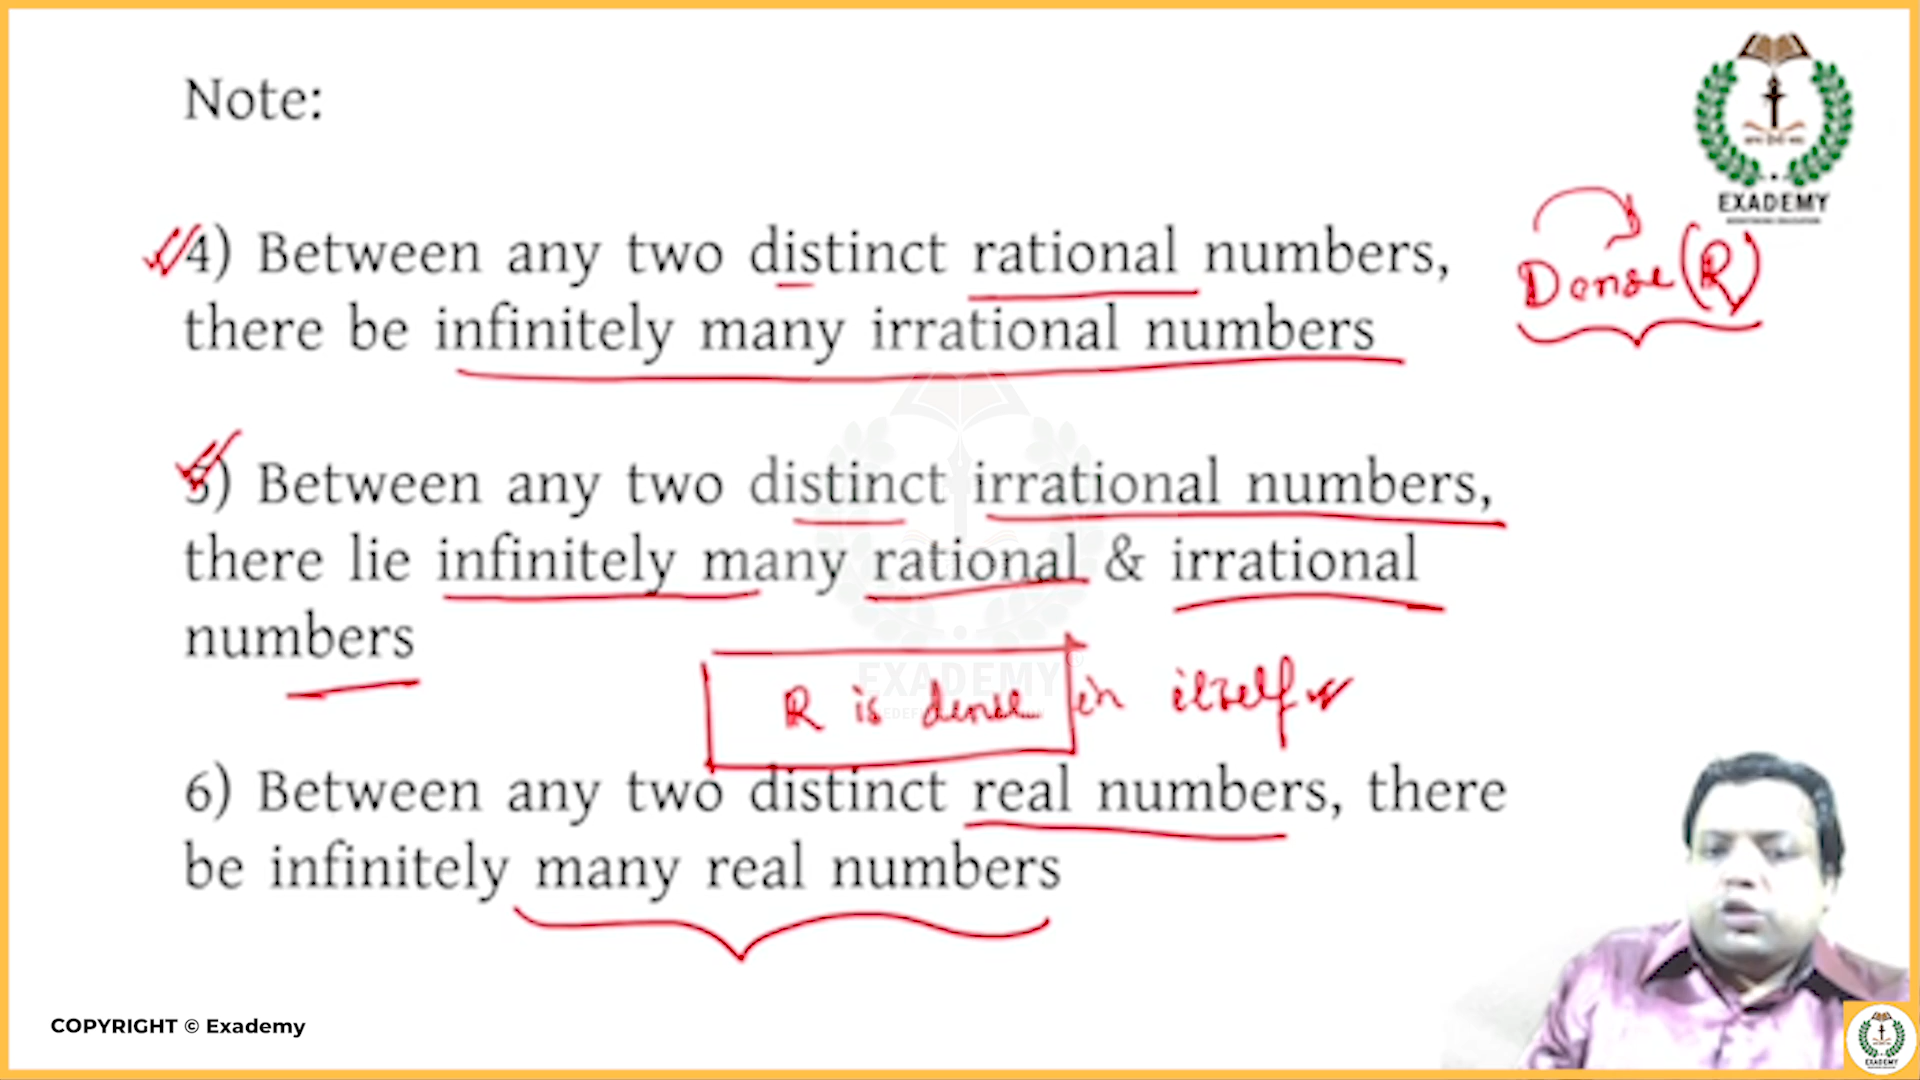 Note:
EXADEMY
4) Between any two distinct rational numbers,
there be infinitely many irrational numbers
Dense (R)
5) Between any two distinct irrational numbers,
there lie infinitely many rational & irrational
numbers
EXADEMY
R is dense in itself
6) Between any two distinct real numbers, there
be infinitely many real numbers
COPYRIGHT © Exademy